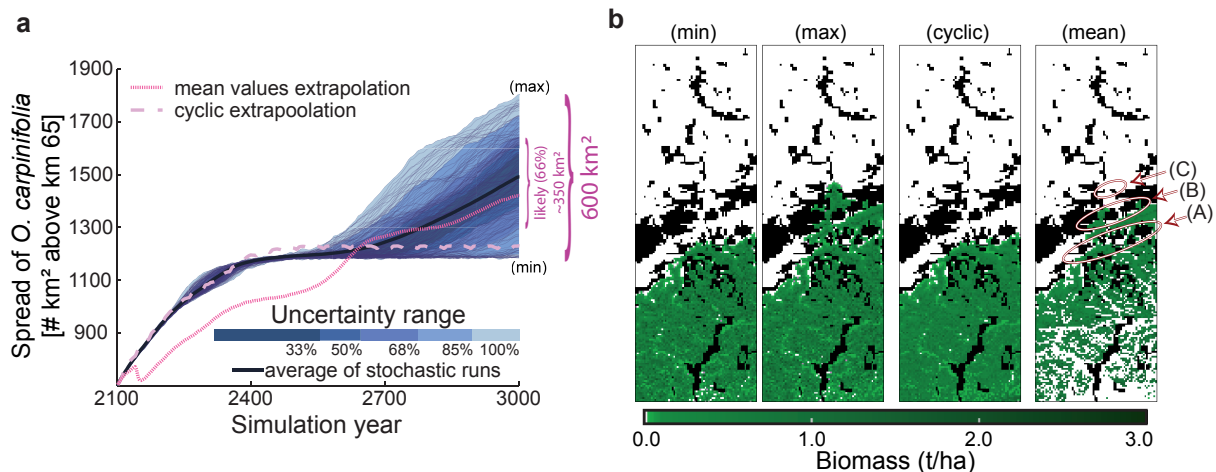 a
Spread of O. carpinifolia
[# km² above km 65]
1900
1700
1500
1300
1100
900
mean values extrapolation
cyclic extrapoolation
(max)
(min)
likely (66%)
~350 km²
600 km²
Uncertainty range
33% 50% 68% 85% 100%
average of stochastic runs
2100 2400 2700 3000
Simulation year
b
(min) (max) (cyclic) (mean)
(C)
(B)
(A)
0.0 1.0 2.0 3.0
Biomass (t/ha)